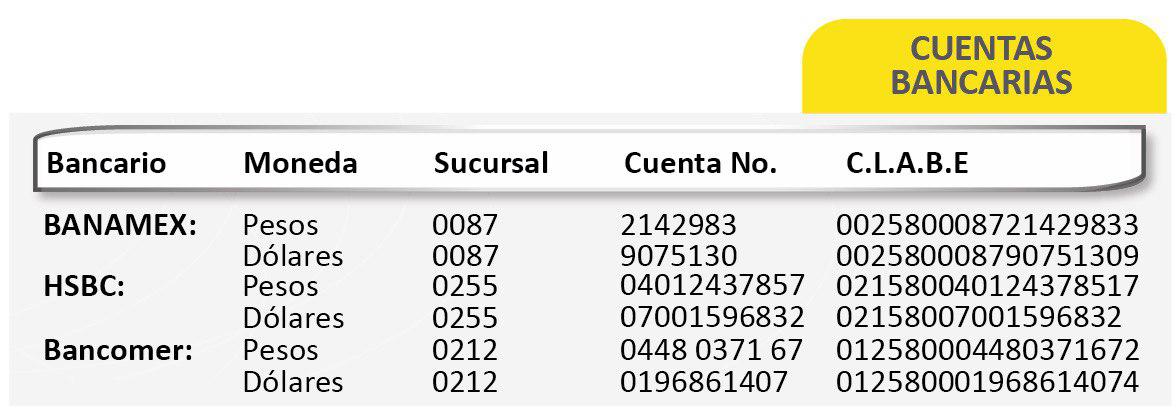 CUENTAS
BANCARIAS
Bancario Moneda Sucursal Cuenta No. C.L.A.B.E
BANAMEX: Pesos 0087 2142983 002580008721429833
Dólares 0087 9075130 002580008790751309
HSBC: Pesos 0255 04012437857 021580040124378517
Dólares 0255 07001596832 02158007001596832
Bancomer: Pesos 0212 0448 0371 67 012580004480371672
Dólares 0212 0196861407 012580001968614074